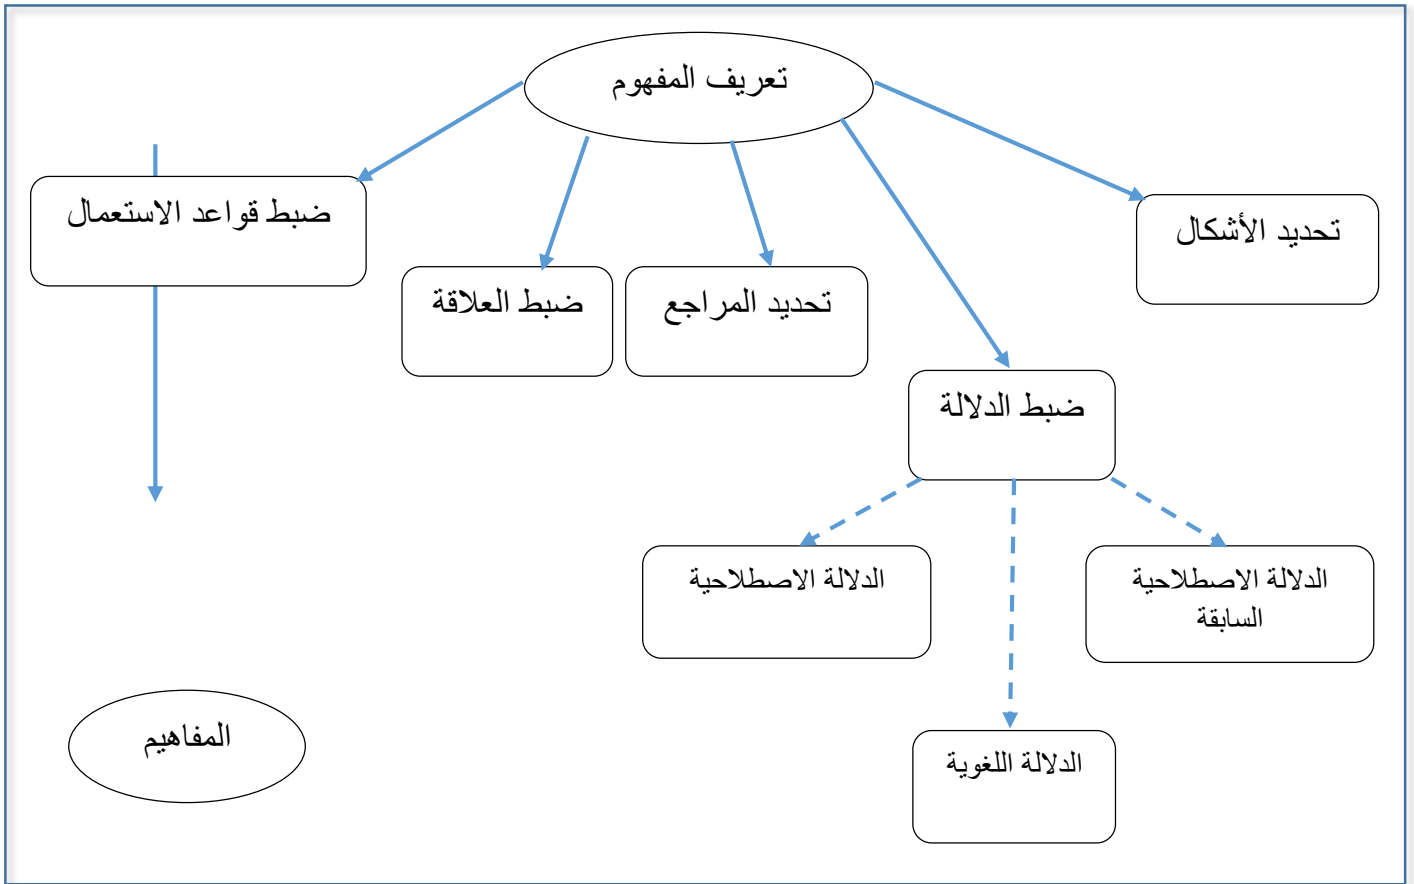 تعريف المفهوم
ضبط قواعد الاستعمال
تحديد الأشكال
ضبط العلاقة
تحديد المراجع
ضبط الدلالة
الدلالة الاصطلاحية
السابقة
الدلالة الاصطلاحية
المفاهيم
الدلالة اللغوية